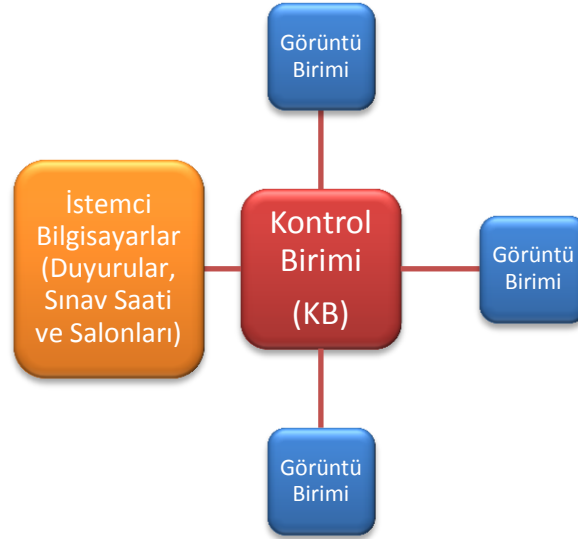 Görüntü
Birimi
İstemci
Bilgisayarlar
(Duyurular,
Sınav Saati
ve Salonları)
Kontrol
Birimi
(KB)
Görüntü
Birimi
Görüntü
Birimi